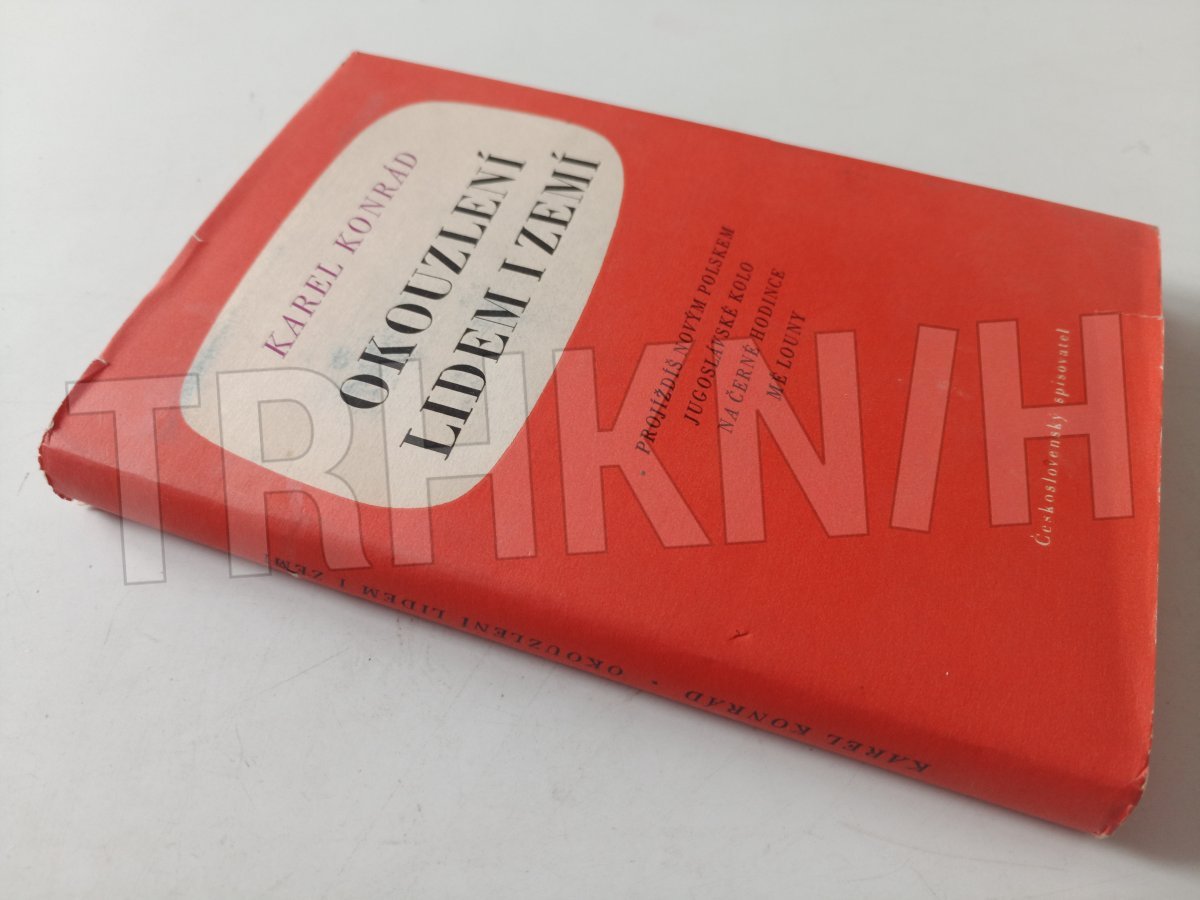 KAREL KONRÁD
OKOUZLENÍ
LIDEM I ZEMÍ
• PROJÍŽDÍŠ NOVÝM POLSKEM
JUGOSLÁVSKÉ KOLO
NA ČERNÉ HODINCE
MÉ LOUNY
Československý spisovatel
KAREL KONRÁD • OKOUZLENÍ LIDEM I ZEMÍ
TRHKN/H